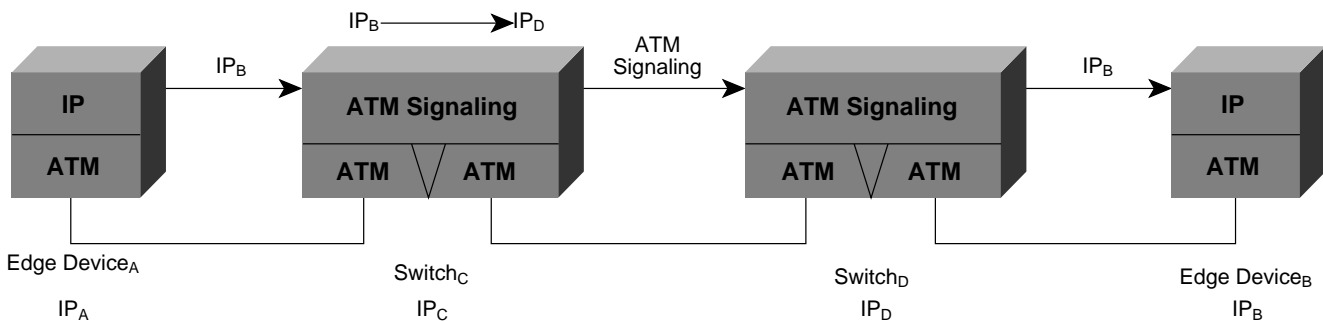 IP_B IP_D
IP_B
ATM
Signaling
IP_B
IP
ATM
ATM Signaling
ATM ATM
ATM Signaling
ATM ATM
IP
ATM
Edge Device_A
IP_A
Switch_C
IP_C
Switch_D
IP_D
Edge Device_B
IP_B